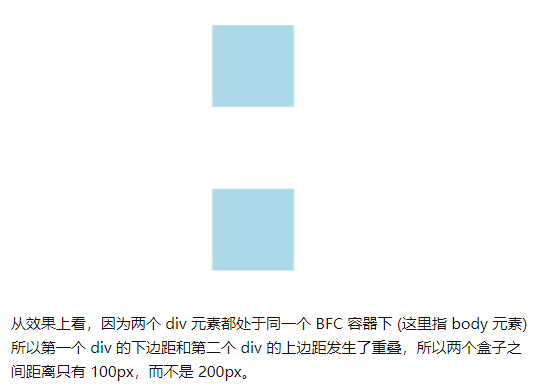 从效果上看，因为两个 div 元素都处于同一个 BFC 容器下 (这里指 body 元素)
所以第一个 div 的下边距和第二个 div 的上边距发生了重叠，所以两个盒子之
间距离只有 100px，而不是 200px。